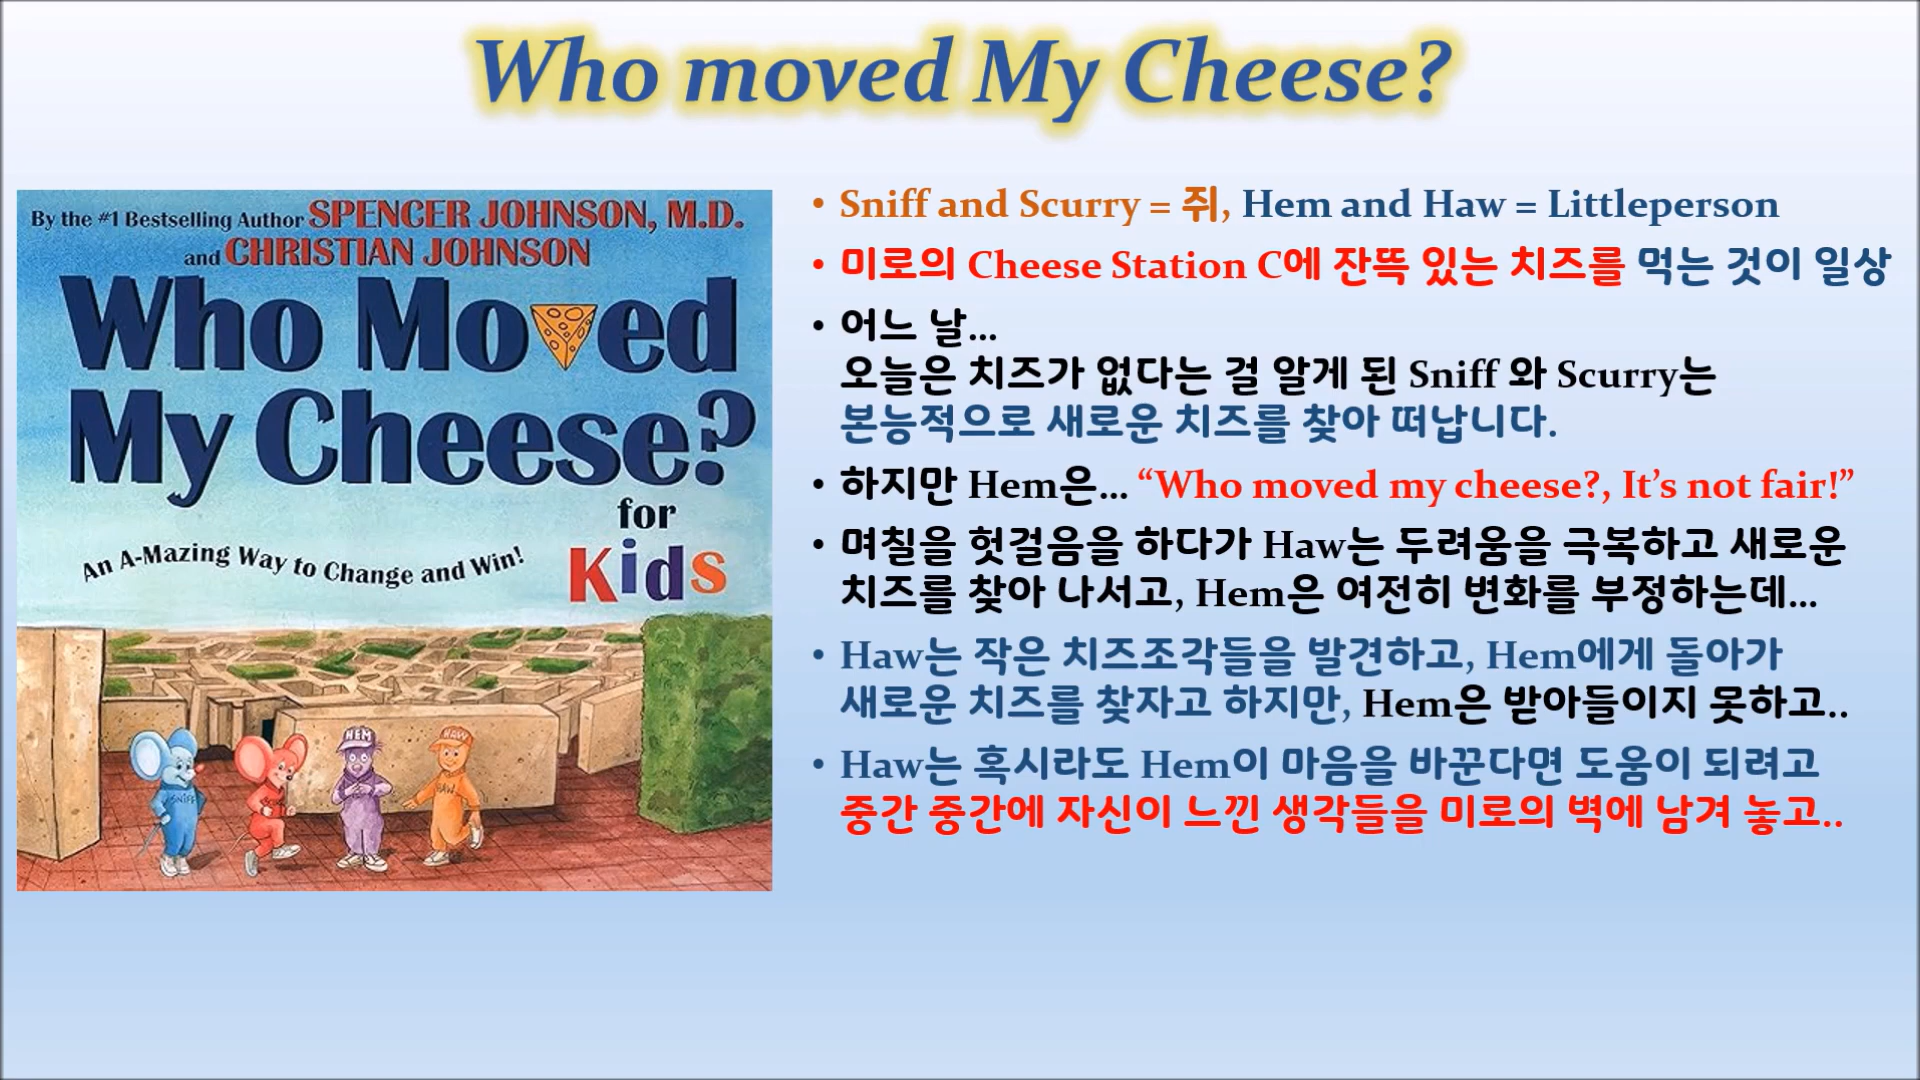 Who moved My Cheese?
By the #1 Bestselling Author SPENCER JOHNSON, M.D.
and CHRISTIAN JOHNSON
Who Moved
My Cheese?
for
Kids
An A-Mazing Way to Change and Win!
HEM
HAW
SNIFF
HAW
• Sniff and Scurry = 쥐, Hem and Haw = Littleperson
• 미로의 Cheese Station C에 잔뜩 있는 치즈를 먹는 것이 일상
• 어느 날...
오늘은 치즈가 없다는 걸 알게 된 Sniff 와 Scurry는
본능적으로 새로운 치즈를 찾아 떠납니다.
• 하지만 Hem은... “Who moved my cheese?, It’s not fair!”
• 며칠을 헛걸음을 하다가 Haw는 두려움을 극복하고 새로운
치즈를 찾아 나서고, Hem은 여전히 변화를 부정하는데...
• Haw는 작은 치즈조각들을 발견하고, Hem에게 돌아가
새로운 치즈를 찾자고 하지만, Hem은 받아들이지 못하고..
• Haw는 혹시라도 Hem이 마음을 바꾼다면 도움이 되려고
중간 중간에 자신이 느낀 생각들을 미로의 벽에 남겨 놓고..